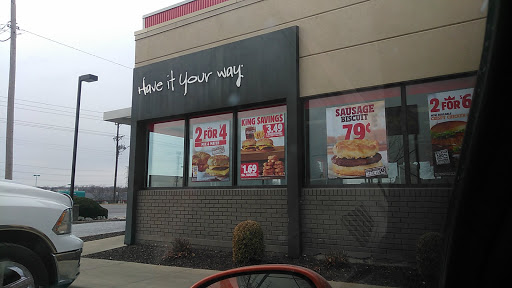 Have it Your way.
2 FOR 4
KING SAVINGS
3.49
$1.69
SAUSAGE
BISCUIT
79¢
2 FOR 6